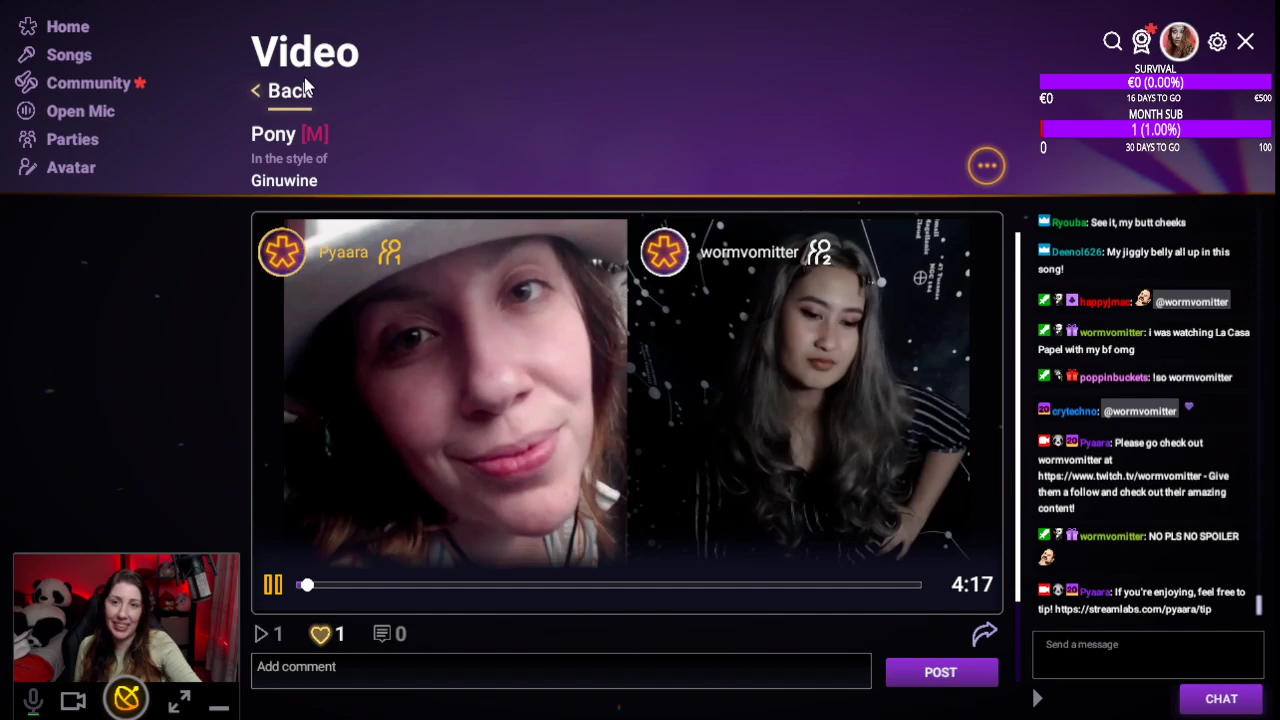 Home
Songs
Community *
Open Mic
Parties
Avatar
Video
< Back
Pony [M]
In the style of
Ginuwine
SURVIVAL
€0 (0.00%)
€0 16 DAYS TO GO €500
MONTH SUB
1 (1.00%)
0 30 DAYS TO GO 100
Pyaara 1
wormvomitter 2
4:17
1 1 0
Add comment
POST
Ryouba: See it, my butt cheeks
Deenol626: My jiggly belly all up in this
song!
happyjmac: @wormvomitter
wormvomitter: i was watching La Casa
Papel with my bf omg
poppinbuckets: !so wormvomitter
20 crytechno: @wormvomitter
20 Pyaara: Please go check out
wormvomitter at
https://www.twitch.tv/wormvomitter - Give
them a follow and check out their amazing
content!
wormvomitter: NO PLS NO SPOILER
20 Pyaara: If you're enjoying, feel free to
tip! https://streamlabs.com/pyaara/tip
Send a message
CHAT